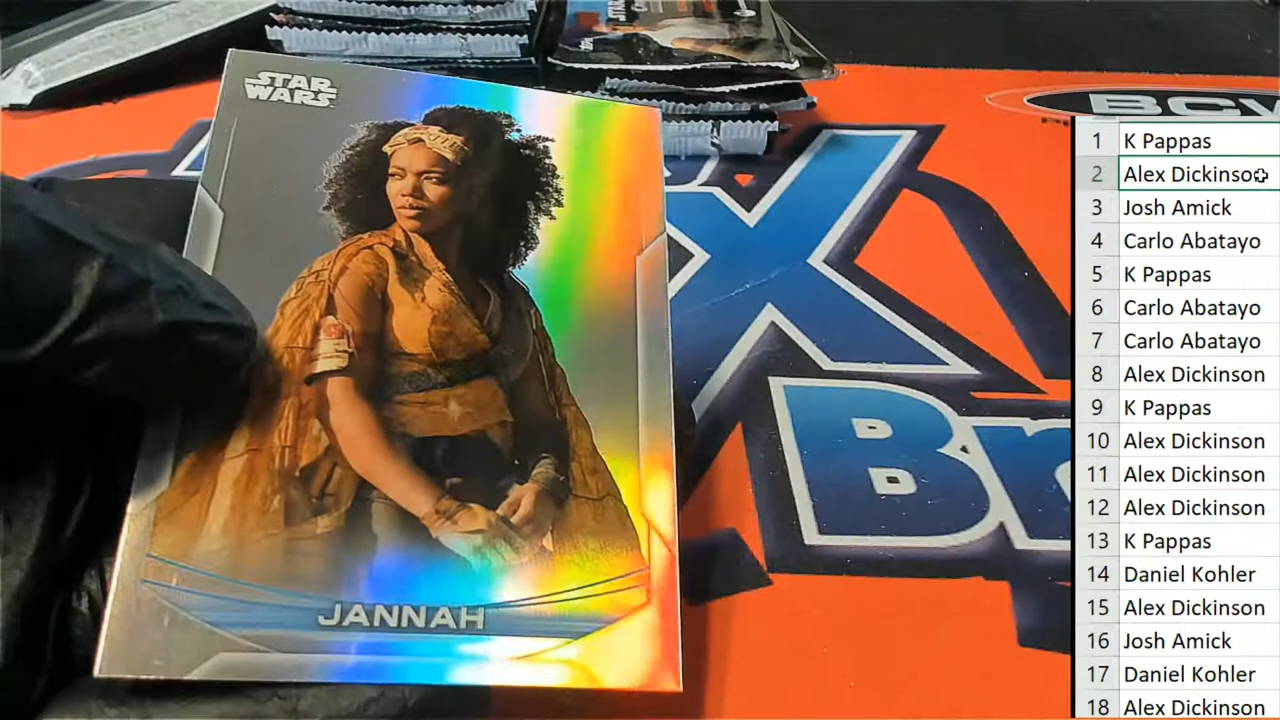 STAR
WARS
JANNAH
BCW
X
Br
1 K Pappas
2 Alex Dickinson
3 Josh Amick
4 Carlo Abatayo
5 K Pappas
6 Carlo Abatayo
7 Carlo Abatayo
8 Alex Dickinson
9 K Pappas
10 Alex Dickinson
11 Alex Dickinson
12 Alex Dickinson
13 K Pappas
14 Daniel Kohler
15 Alex Dickinson
16 Josh Amick
17 Daniel Kohler
18 Alex Dickinson